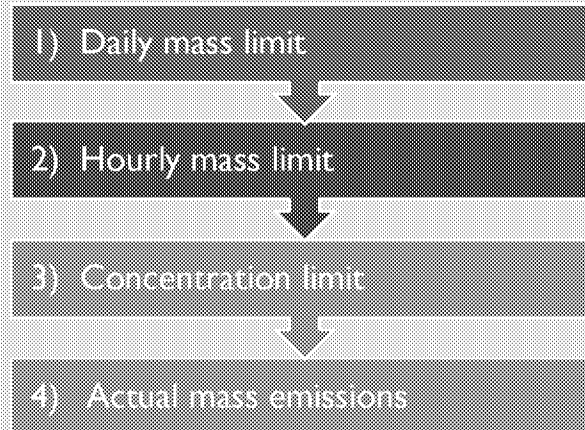 1) Daily mass limit
2) Hourly mass limit
3) Concentration limit
4) Actual mass emissions